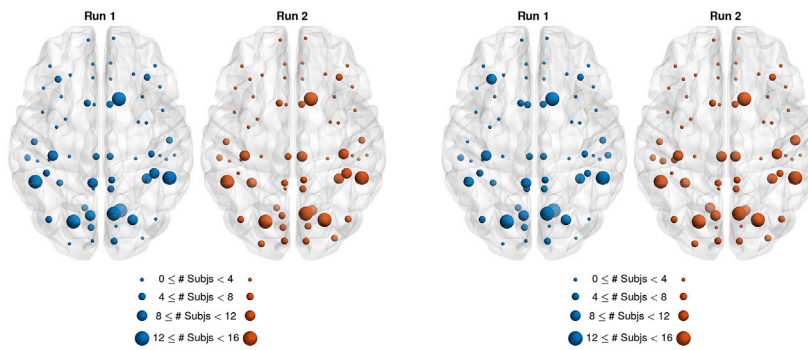 Run 1 Run 2
0 ≤ # Subjs < 4
4 ≤ # Subjs < 8
8 ≤ # Subjs < 12
12 ≤ # Subjs < 16
Run 1 Run 2
0 ≤ # Subjs < 4
4 ≤ # Subjs < 8
8 ≤ # Subjs < 12
12 ≤ # Subjs < 16